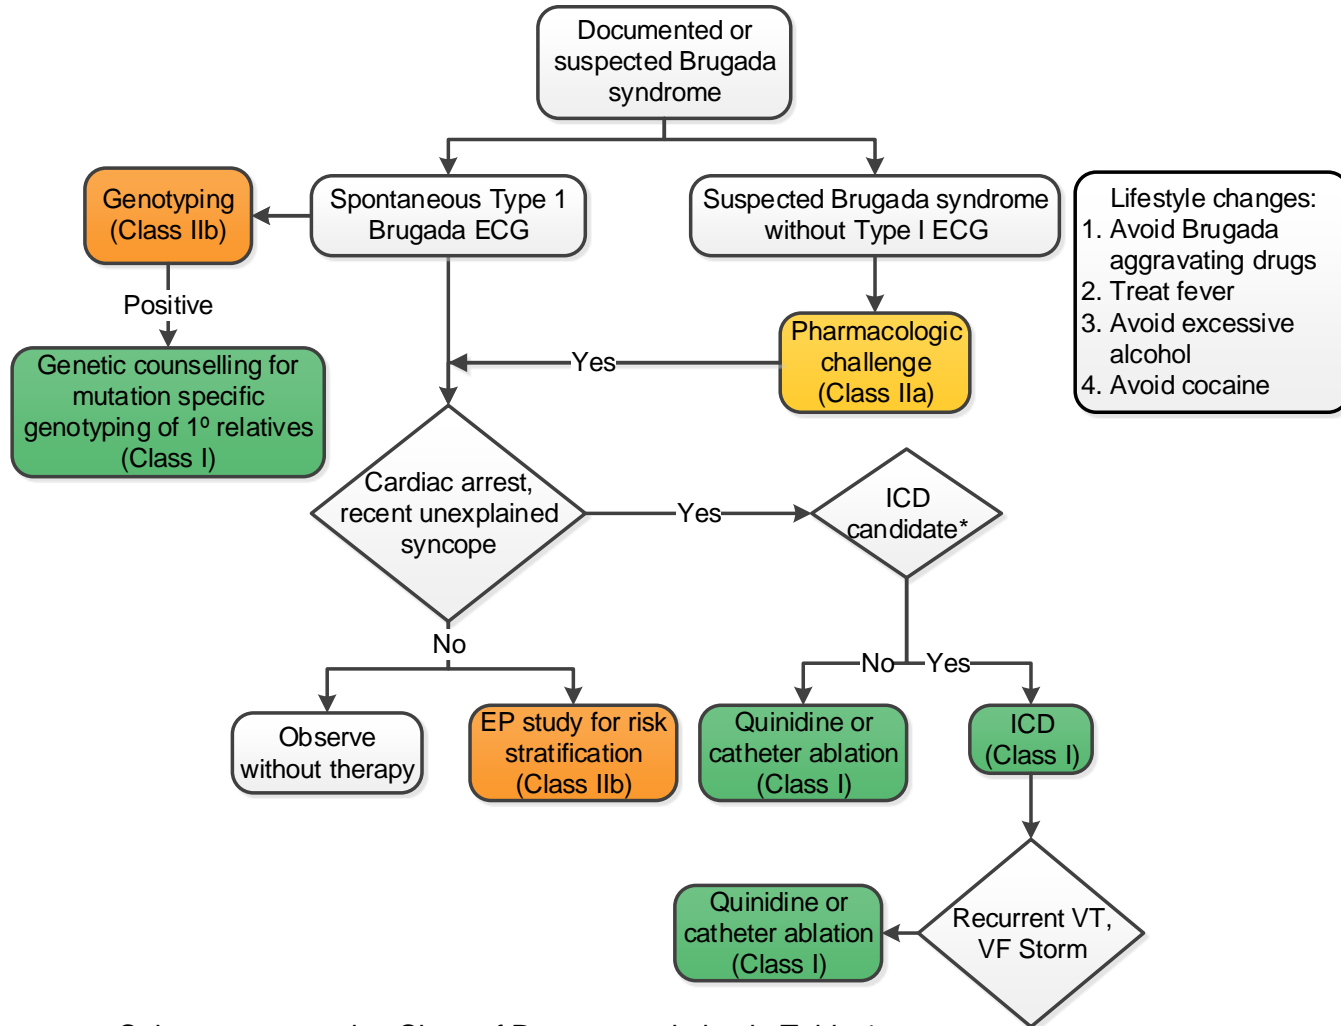 Documented or
suspected Brugada
syndrome
Genotyping
(Class IIb)
Spontaneous Type 1
Brugada ECG
Suspected Brugada syndrome
without Type I ECG
Lifestyle changes:
1. Avoid Brugada
aggravating drugs
2. Treat fever
3. Avoid excessive
alcohol
4. Avoid cocaine
Positive
Genetic counselling for
mutation specific
genotyping of 1º relatives
(Class I)
Yes
Pharmacologic
challenge
(Class IIa)
Cardiac arrest,
recent unexplained
syncope
Yes
ICD
candidate*
No
No
Yes
Observe
without therapy
EP study for risk
stratification
(Class IIb)
Quinidine or
catheter ablation
(Class I)
ICD
(Class I)
Quinidine or
catheter ablation
(Class I)
Recurrent VT,
VF Storm